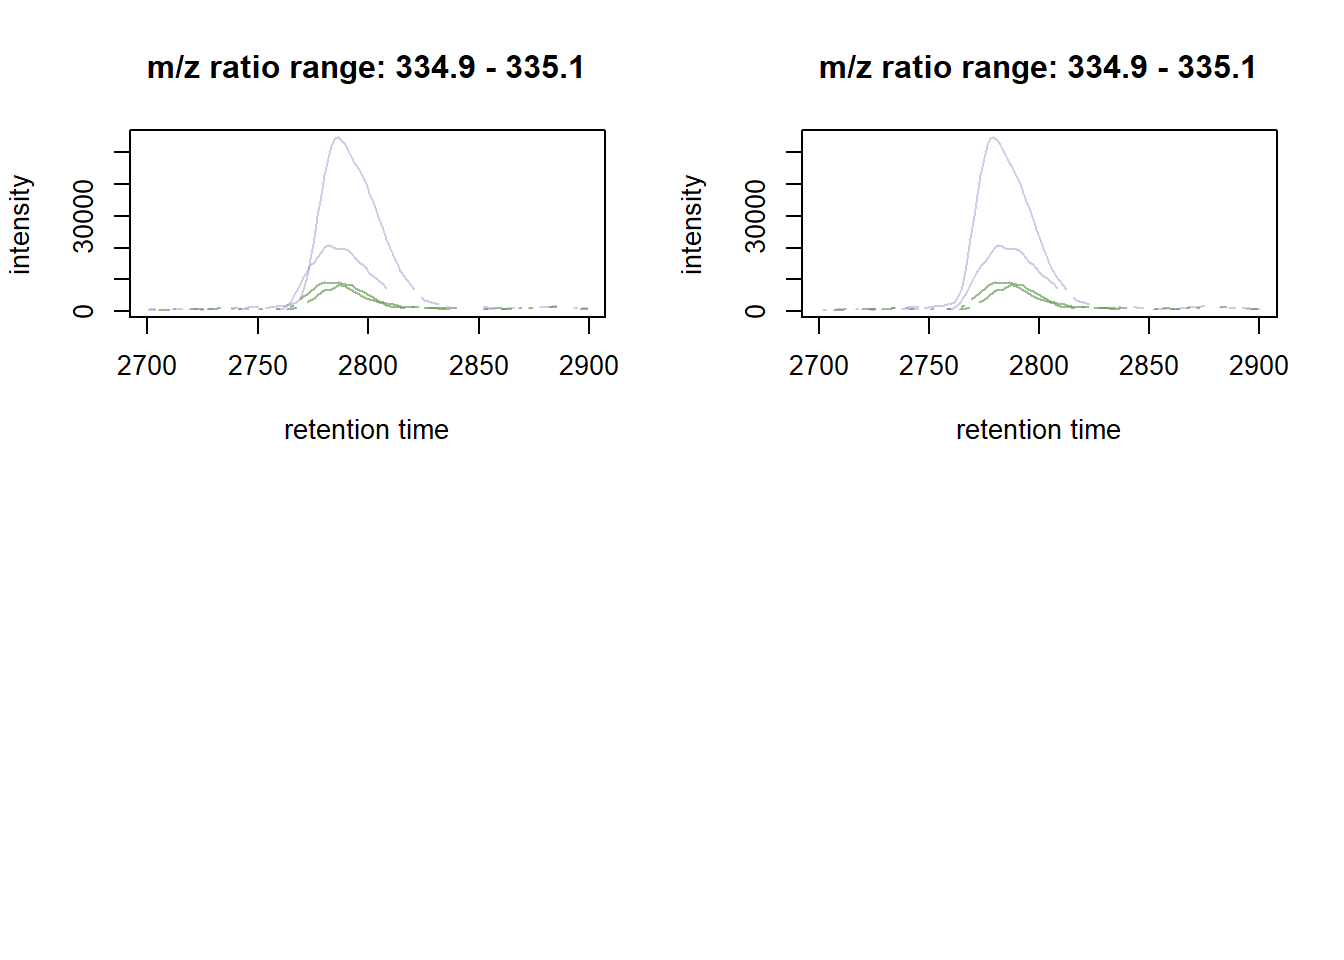 m/z ratio range: 334.9 - 335.1
intensity
0 30000
2700 2750 2800 2850 2900
retention time
m/z ratio range: 334.9 - 335.1
intensity
0 30000
2700 2750 2800 2850 2900
retention time